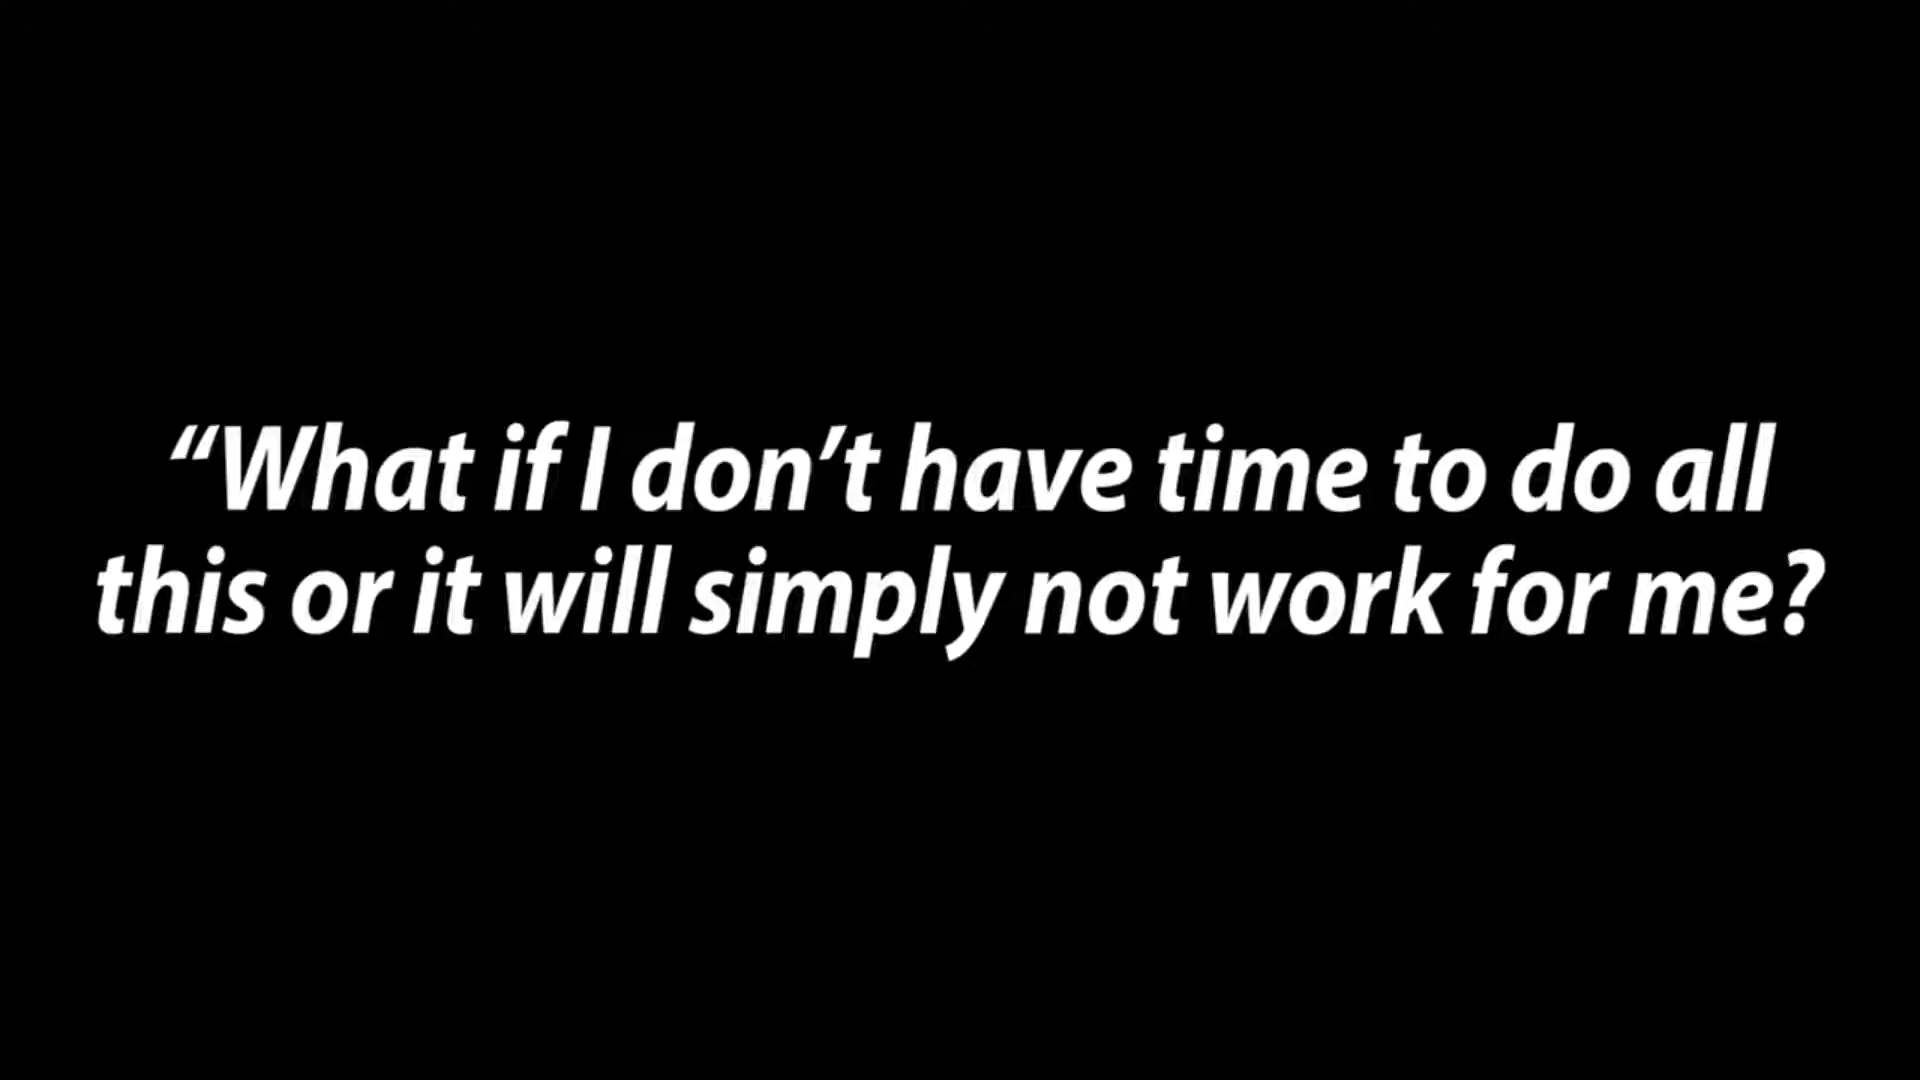 “What if I don’t have time to do all
this or it will simply not work for me?